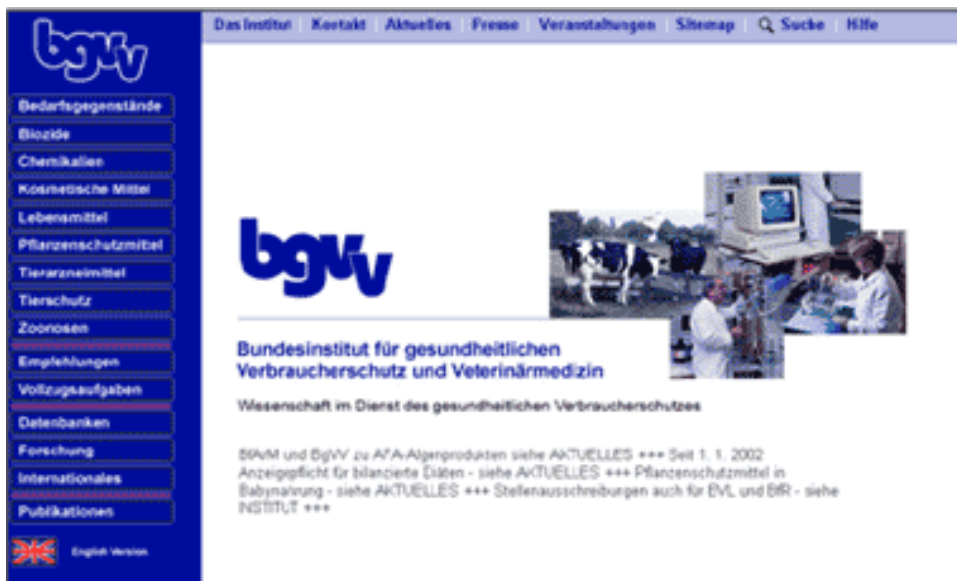 Das Institut Kontakt Aktuelles Presse Veranstaltungen Sitemap Suche Hilfe
bgvv
Bedarfsgegenstände
Biozide
Chemikalien
Kosmetische Mittel
Lebensmittel
Pflanzenschutzmittel
Tierarzneimittel
Tierschutz
Zoonosen
Empfehlungen
Vollzugsaufgaben
Datenbanken
Forschung
Internationales
Publikationen
English Version
bgvv
Bundesinstitut für gesundheitlichen
Verbraucherschutz und Veterinärmedizin
Wissenschaft im Dienst des gesundheitlichen Verbraucherschutzes
BfArM und BgVV zu AFA-Algenprodukten siehe AKTUELLES +++ Seit 1. 1. 2002
Anzeigepflicht für bilanzierte Diäten - siehe AKTUELLES +++ Pflanzenschutzmittel in
Babynahrung - siehe AKTUELLES +++ Stellenausschreibungen auch für BVL und BfR - siehe
INSTITUT +++